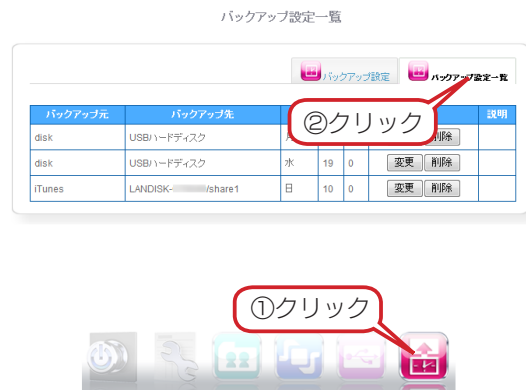 バックアップ設定一覧
バックアップ設定 バックアップ設定一覧
バックアップ元 バックアップ先 説明
②クリック
disk USBハードディスク 削除
disk USBハードディスク 水 19 0 変更 削除
iTunes LANDISK- /share1 日 10 0 変更 削除
①クリック